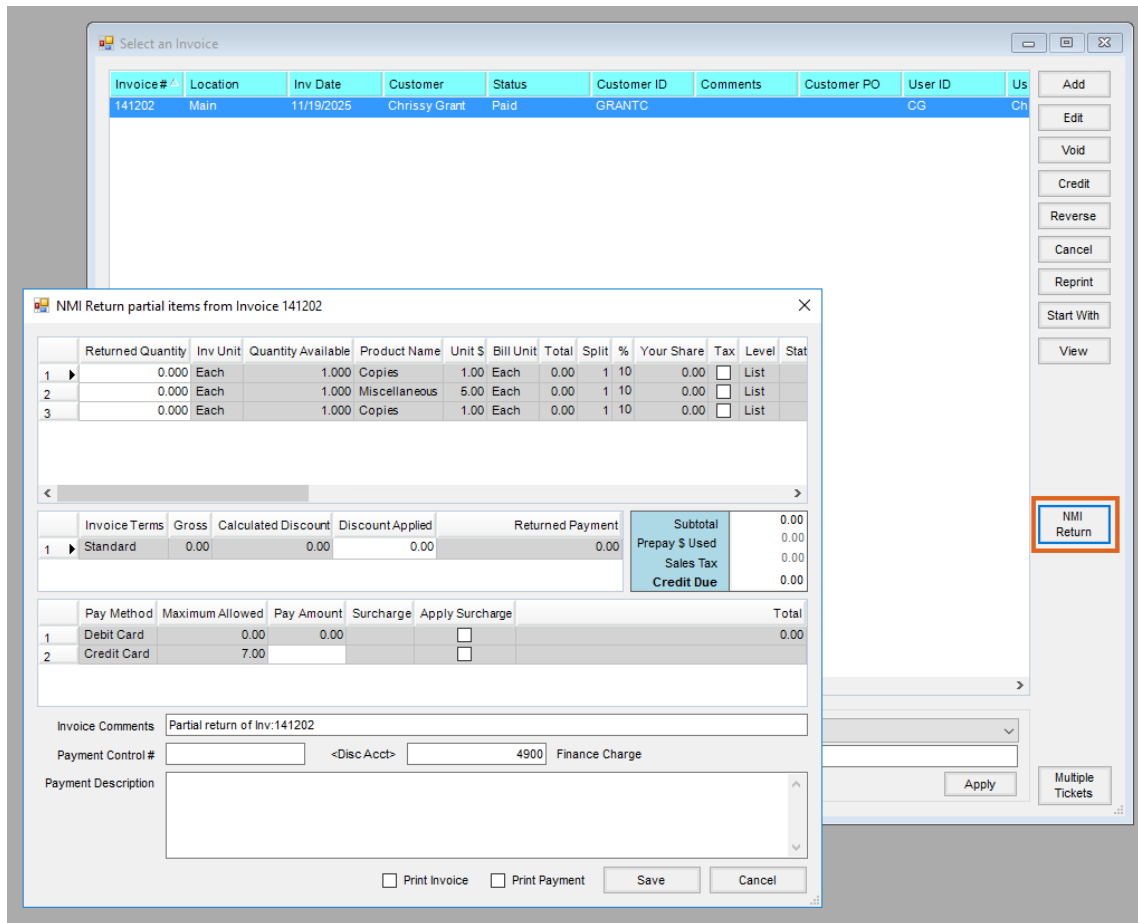 Select an Invoice
Invoice# Location Inv Date Customer Status Customer ID Comments Customer PO User ID Us
141202 Main 11/19/2025 Chrissy Grant Paid GRANTC CG Ch
Add
Edit
Void
Credit
Reverse
Cancel
Reprint
Start With
View
NMI
Return
Apply
Multiple
Tickets
NMI Return partial items from Invoice 141202
Returned Quantity Inv Unit Quantity Available Product Name Unit $ Bill Unit Total Split % Your Share Tax Level Stat
1 0.000 Each 1.000 Copies 1.00 Each 0.00 1 10 0.00 List
2 0.000 Each 1.000 Miscellaneous 5.00 Each 0.00 1 10 0.00 List
3 0.000 Each 1.000 Copies 1.00 Each 0.00 1 10 0.00 List
Invoice Terms Gross Calculated Discount Discount Applied Returned Payment
1 Standard 0.00 0.00 0.00 0.00
Subtotal 0.00
Prepay $ Used 0.00
Sales Tax 0.00
Credit Due 0.00
Pay Method Maximum Allowed Pay Amount Surcharge Apply Surcharge Total
1 Debit Card 0.00 0.00 0.00
2 Credit Card 7.00
Invoice Comments Partial return of Inv:141202
Payment Control # <Disc Acct> 4900 Finance Charge
Payment Description
Print Invoice Print Payment Save Cancel